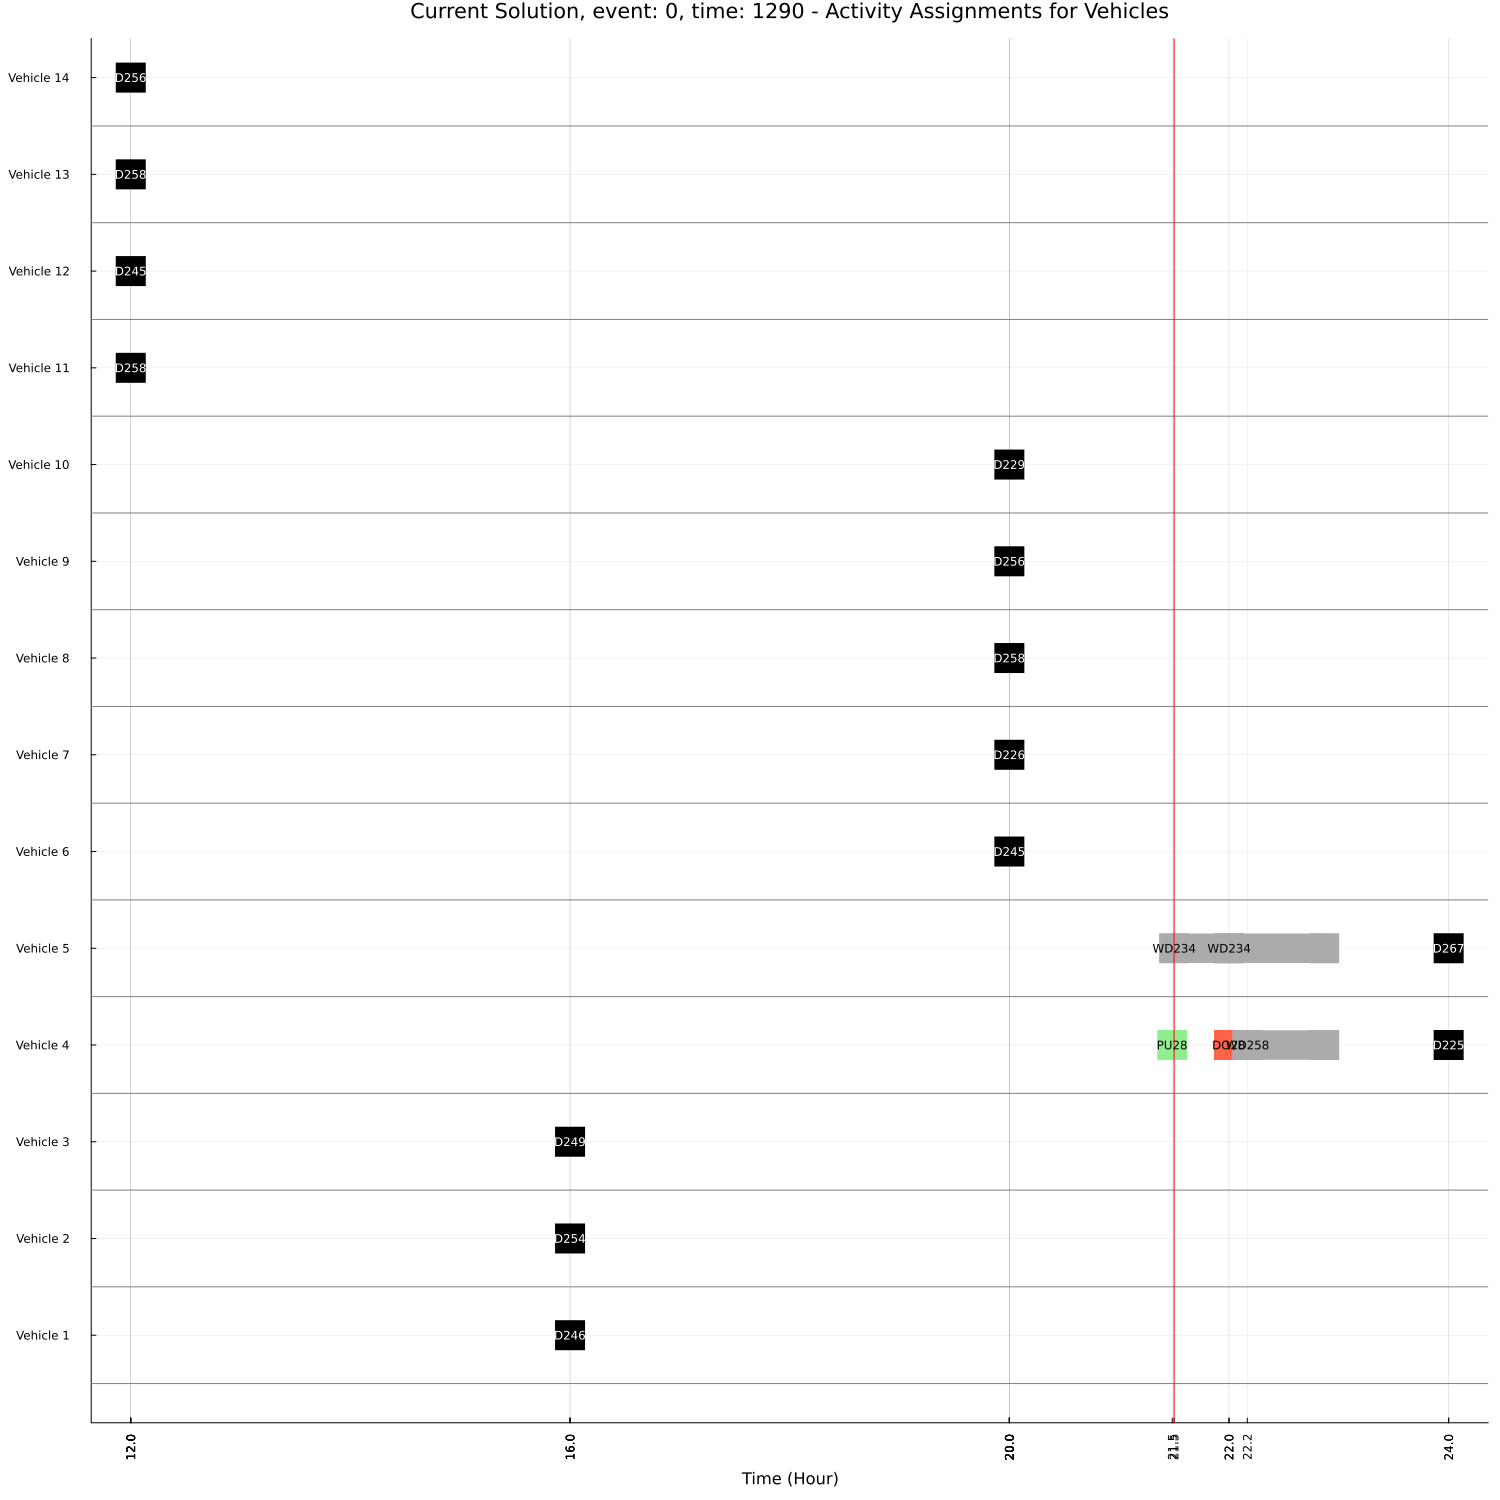 Current Solution, event: 0, time: 1290 - Activity Assignments for Vehicles
Vehicle 14 D256
Vehicle 13 D258
Vehicle 12 D245
Vehicle 11 D258
Vehicle 10 D229
Vehicle 9 D256
Vehicle 8 D258
Vehicle 7 D226
Vehicle 6 D245
Vehicle 5 WD234 WD234 D267
Vehicle 4 PU28 DO28 WD258 D225
Vehicle 3 D249
Vehicle 2 D254
Vehicle 1 D246
12.0 16.0 20.0 21.5 22.0 22.2 24.0
Time (Hour)